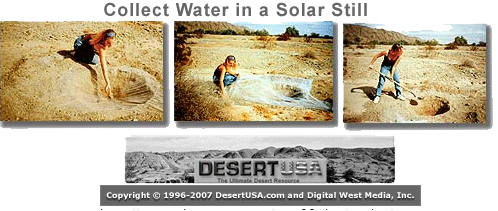 Collect Water in a Solar Still
DESERTUSA
The Ultimate Desert Resource
Copyright © 1996-2007 DesertUSA.com and Digital West Media, Inc.